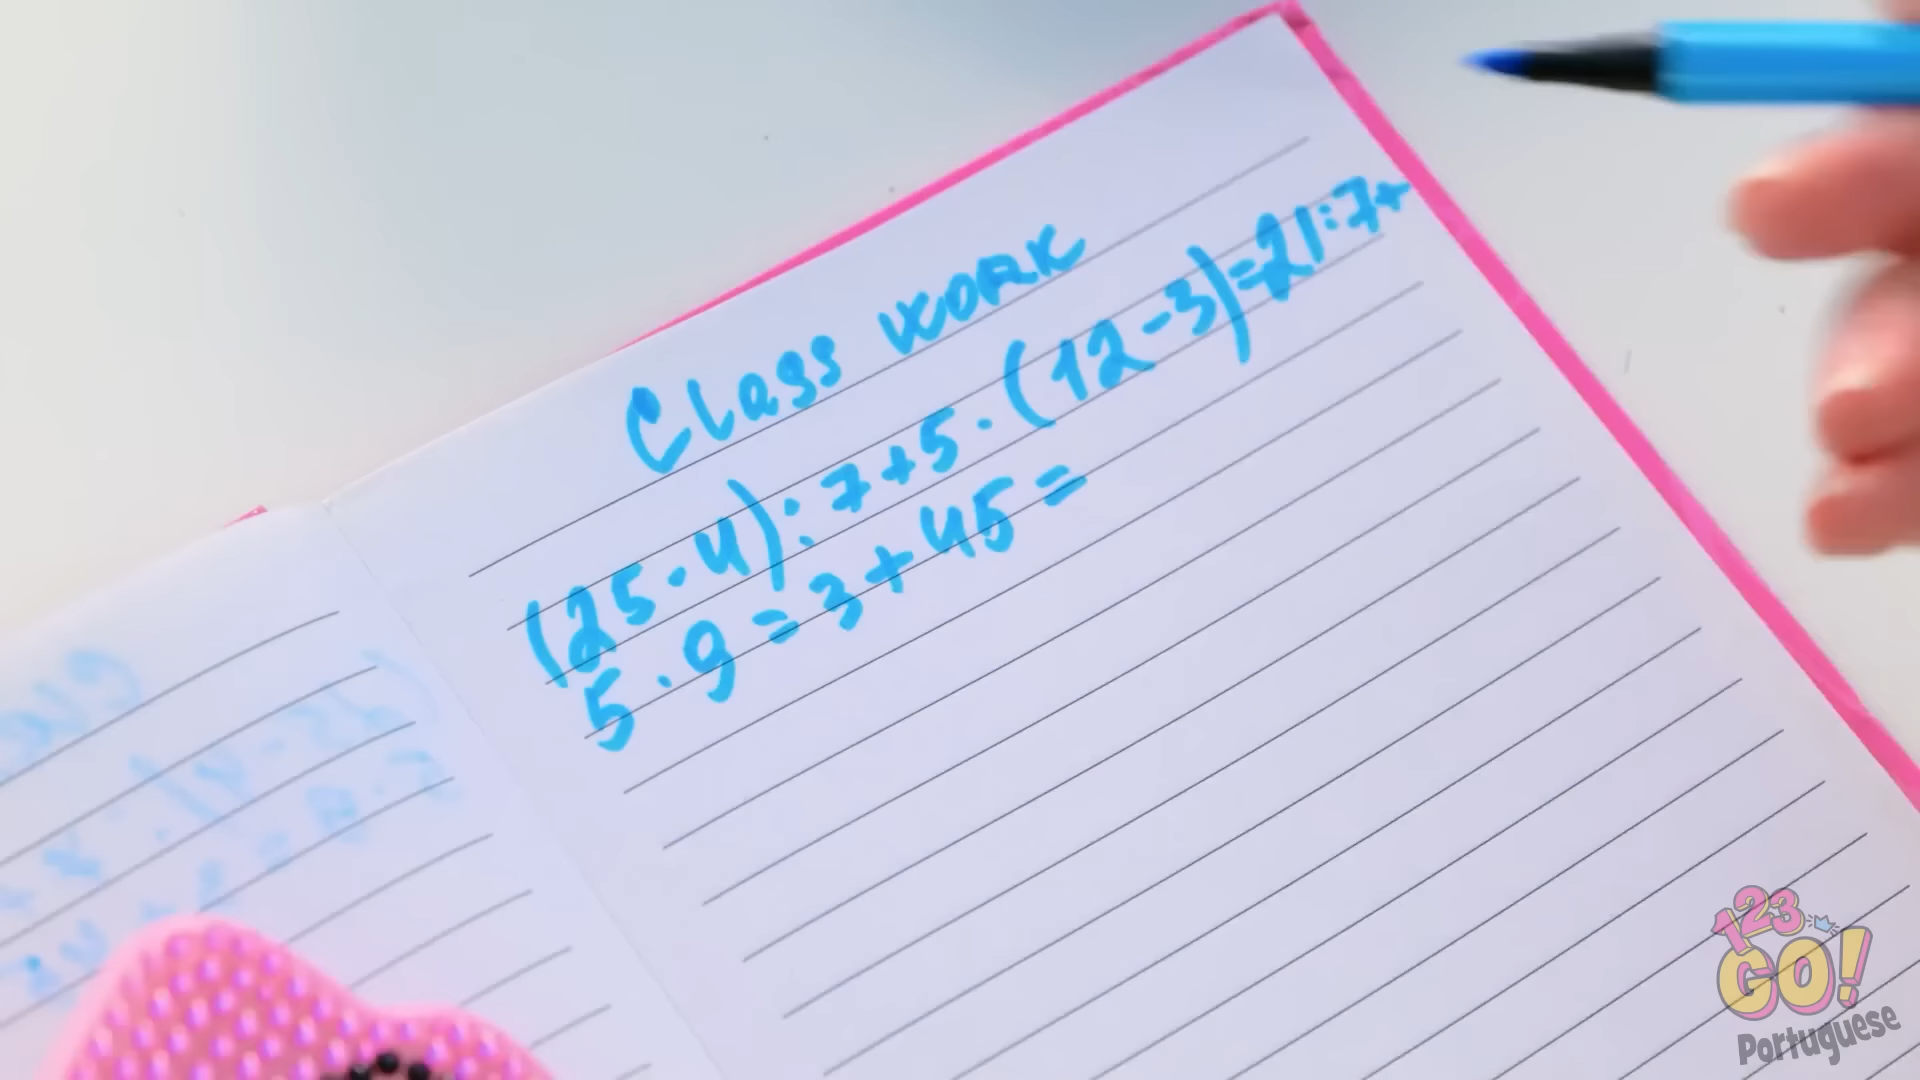 Class work
(25·4):7+5·(12-3)=21:7+
5·9=3+45=
123
GO!
Portuguese